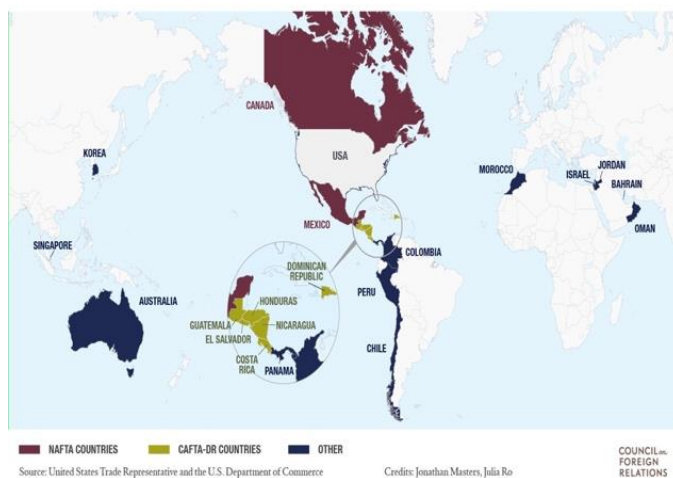 CANADA
KOREA
USA
MOROCCO
JORDAN
ISRAEL
BAHRAIN
MEXICO
OMAN
SINGAPORE
COLOMBIA
DOMINICAN
REPUBLIC
PERU
AUSTRALIA
HONDURAS
GUATEMALA
NICARAGUA
EL SALVADOR
CHILE
COSTA
RICA
PANAMA
NAFTA COUNTRIES
CAFTA-DR COUNTRIES
OTHER
Source: United States Trade Representative and the U.S. Department of Commerce
Credits: Jonathan Masters, Julia Ro
COUNCIL on
FOREIGN
RELATIONS